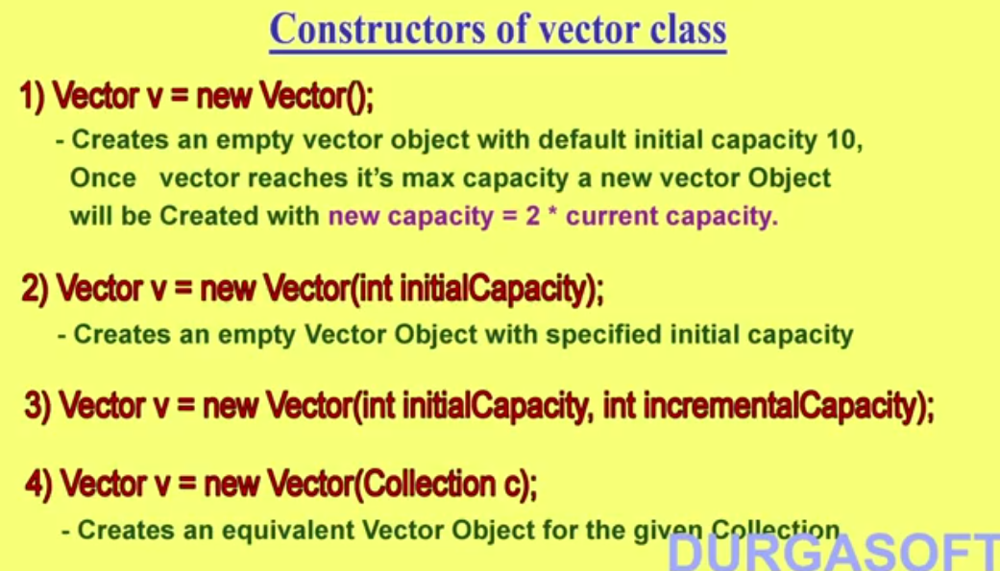 Constructors of vector class
1) Vector v = new Vector();
- Creates an empty vector object with default initial capacity 10,
Once vector reaches it's max capacity a new vector Object
will be Created with new capacity = 2 * current capacity.
2) Vector v = new Vector(int initialCapacity);
- Creates an empty Vector Object with specified initial capacity
3) Vector v = new Vector(int initialCapacity, int incrementalCapacity);
4) Vector v = new Vector(Collection c);
- Creates an equivalent Vector Object for the given Collection
DURGASOFT